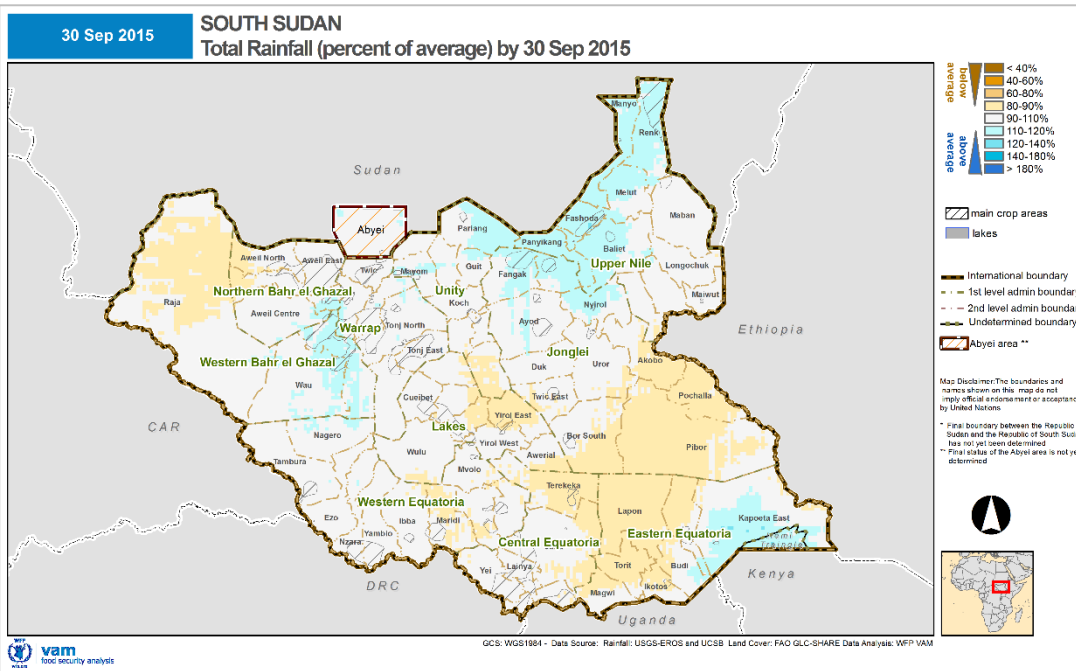 30 Sep 2015
SOUTH SUDAN
Total Rainfall (percent of average) by 30 Sep 2015
below
average
above
average
< 40%
40-60%
60-80%
80-90%
90-110%
110-120%
120-140%
140-180%
> 180%
main crop areas
lakes
International boundary
1st level admin boundar
2nd level admin boundar
Undetermined boundary
Abyei area **
Map Disclaimer:The boundaries and
names shown on this map do not
imply official endorsement or acceptanc
by United Nations
* Final boundary between the Republic
Sudan and the Republic of South Suda
has not yet been determined
** Final status of the Abyei area is not ye
determined
Sudan
Manyo
Renk
Melut
Maban
Fashoda
Abyei
Pariang
Panyikang
Baliet
Upper Nile
Longochuk
Aweil North
Aweil East
Twic
Mayom
Guit
Fangak
Northern Bahr el Ghazal
Unity
Koch
Nyirol
Maiwut
Raja
Aweil Centre
Warrap
Tonj North
Ayod
Ethiopia
Western Bahr el Ghazal
Tonj East
Jonglei
Duk
Uror
Akobo
Wau
Cueibet
Twic East
Pochalla
Yirol East
CAR
Nagero
Lakes
Yirol West
Bor South
Pibor
Tambura
Wulu
Awerial
Mvolo
Terekeka
Western Equatoria
Lapon
Ezo
Ibba
Maridi
Kapoeta East
Yambio
Nzara
Central Equatoria
Eastern Equatoria
Yei
Lainya
Torit
Budi
Kenya
DRC
Ikotos
Magwi
Uganda
GCS: WGS1984 - Data Source: Rainfall: USGS-EROS and UCSB Land Cover: FAO GLC-SHARE Data Analysis: WFP VAM
WFP
vam
food security analysis